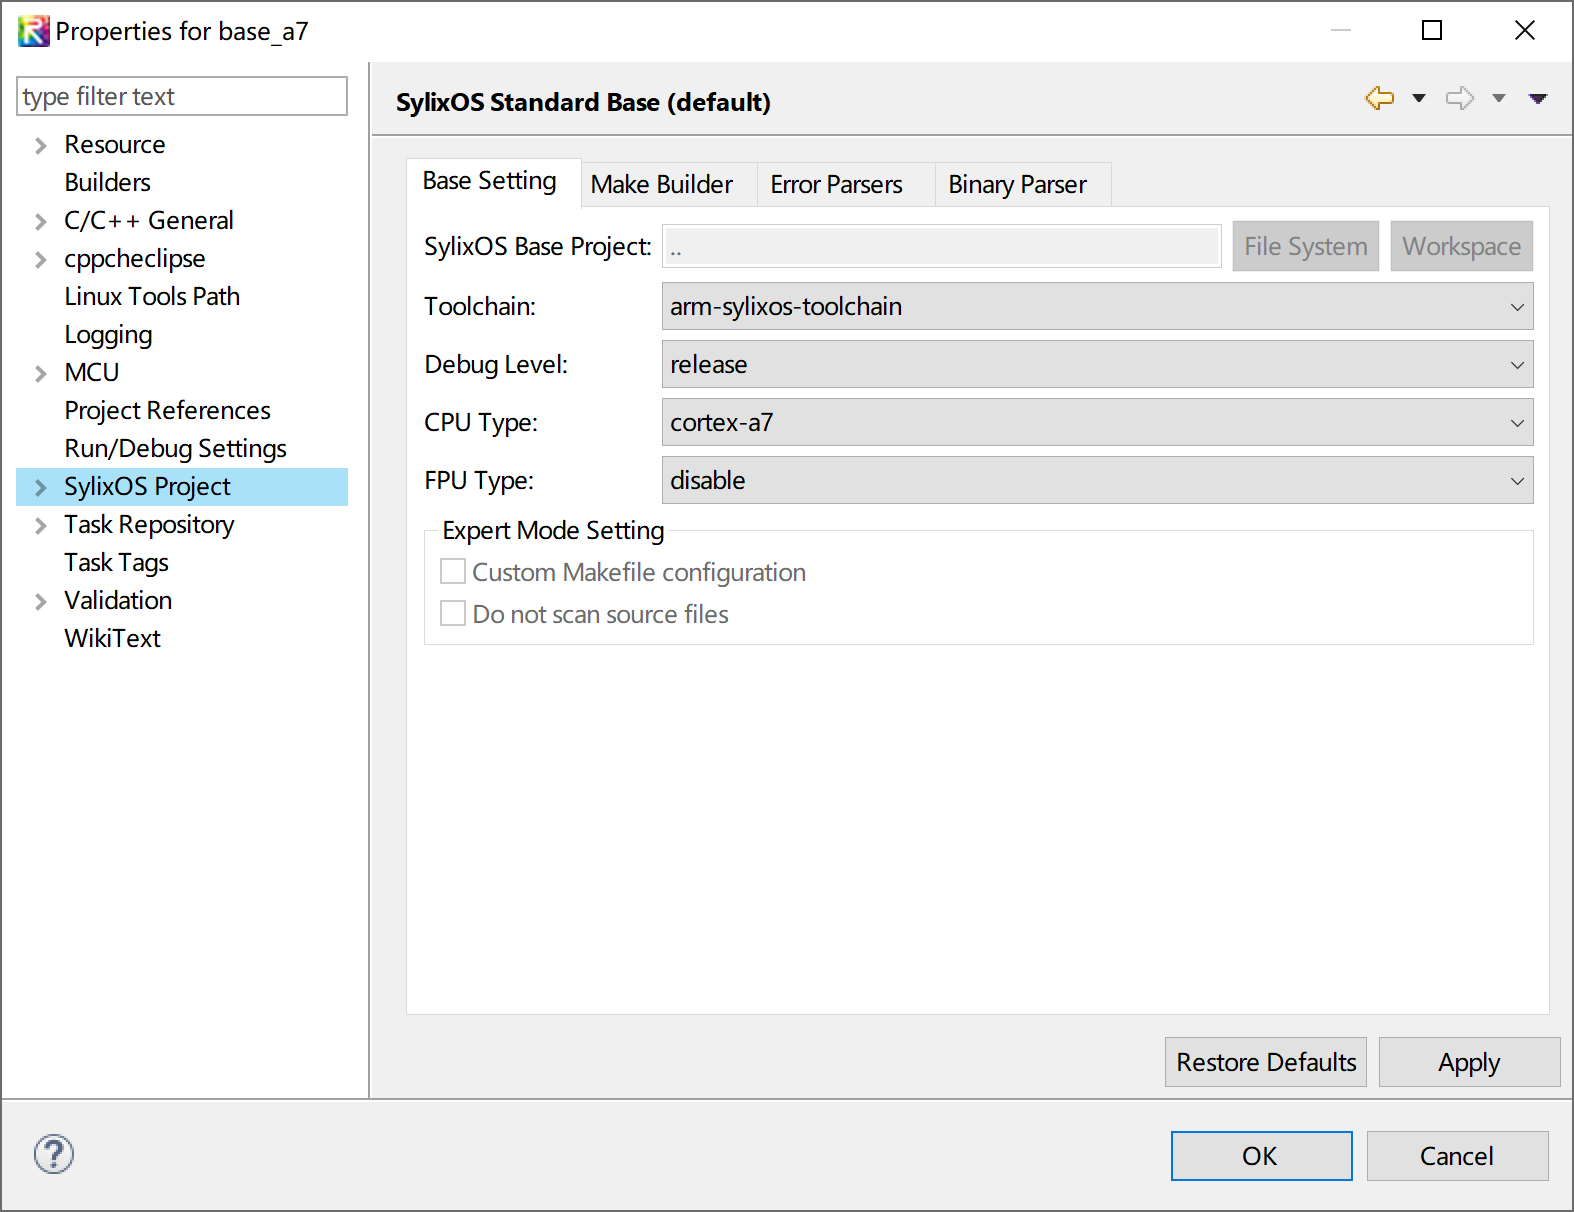 Properties for base_a7
type filter text
Resource
Builders
C/C++ General
cppcheclipse
Linux Tools Path
Logging
MCU
Project References
Run/Debug Settings
SylixOS Project
Task Repository
Task Tags
Validation
WikiText
SylixOS Standard Base (default)
Base Setting Make Builder Error Parsers Binary Parser
SylixOS Base Project: .. File System Workspace
Toolchain: arm-sylixos-toolchain
Debug Level: release
CPU Type: cortex-a7
FPU Type: disable
Expert Mode Setting
Custom Makefile configuration
Do not scan source files
Restore Defaults Apply
OK Cancel